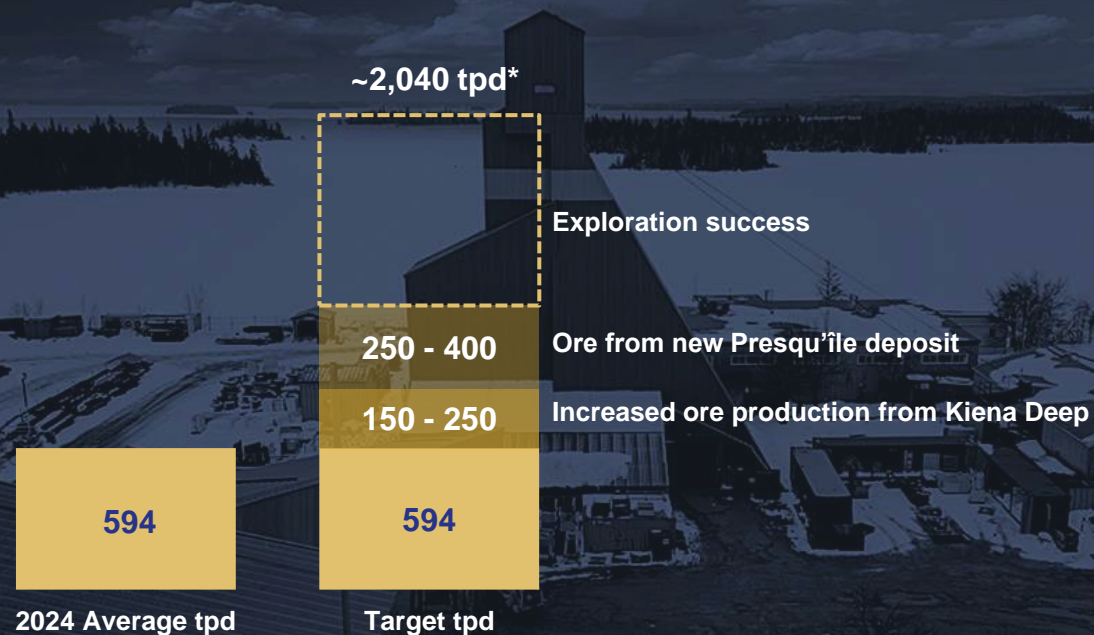 ~2,040 tpd*
Exploration success
250 - 400
Ore from new Presqu’île deposit
150 - 250
Increased ore production from Kiena Deep
594
594
2024 Average tpd
Target tpd